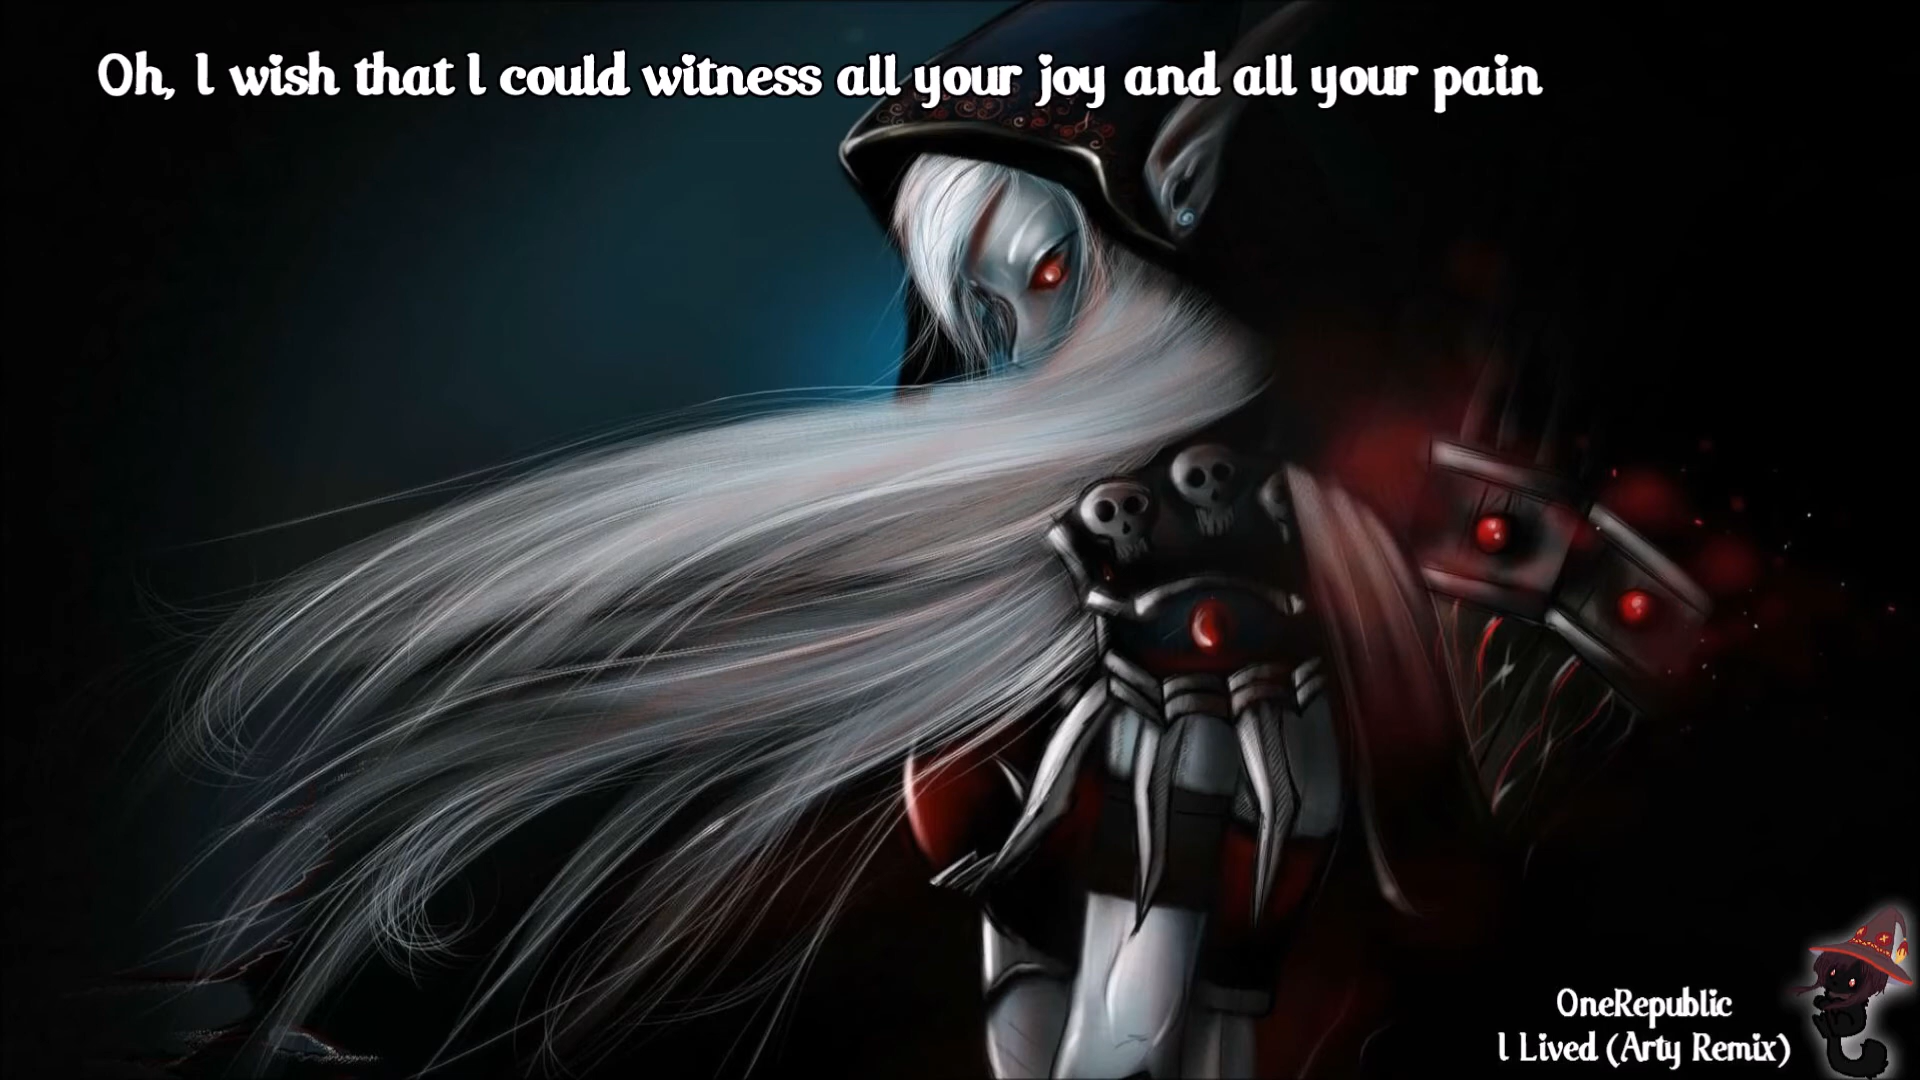 Oh, I wish that I could witness all your joy and all your pain
OneRepublic
I Lived (Arty Remix)